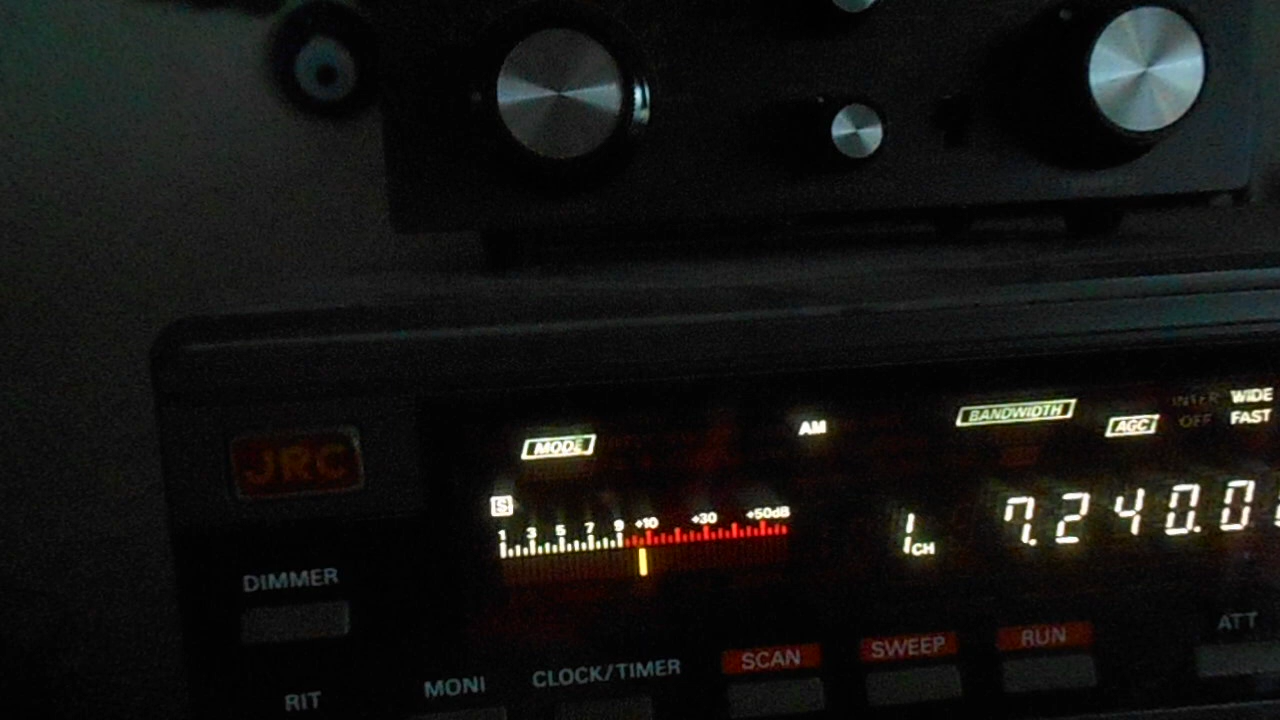 MODE
AM
BANDWIDTH
AGC
INTER WIDE
OFF FAST
JRC
S
1 3 5 7 9 +10 +30 +50dB
1CH 7.240.0
DIMMER
RIT MONI CLOCK/TIMER SCAN SWEEP RUN ATT